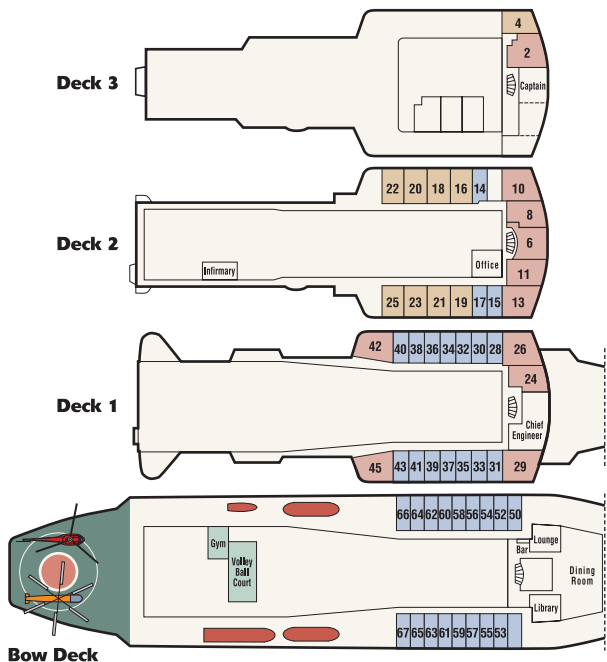 4
2
Deck 3
Captain
22 20 18 16 14 10
8
Deck 2
6
Office
Infirmary
11
25 23 21 19 17 15 13
42 40 38 36 34 32 30 28 26
24
Deck 1
Chief
Engineer
45 43 41 39 37 35 33 31 29
66 64 62 60 58 56 54 52 50
Gym
Lounge
Bar
Volley
Ball
Court
Dining
Room
Library
67 65 63 61 59 57 55 53
Bow Deck